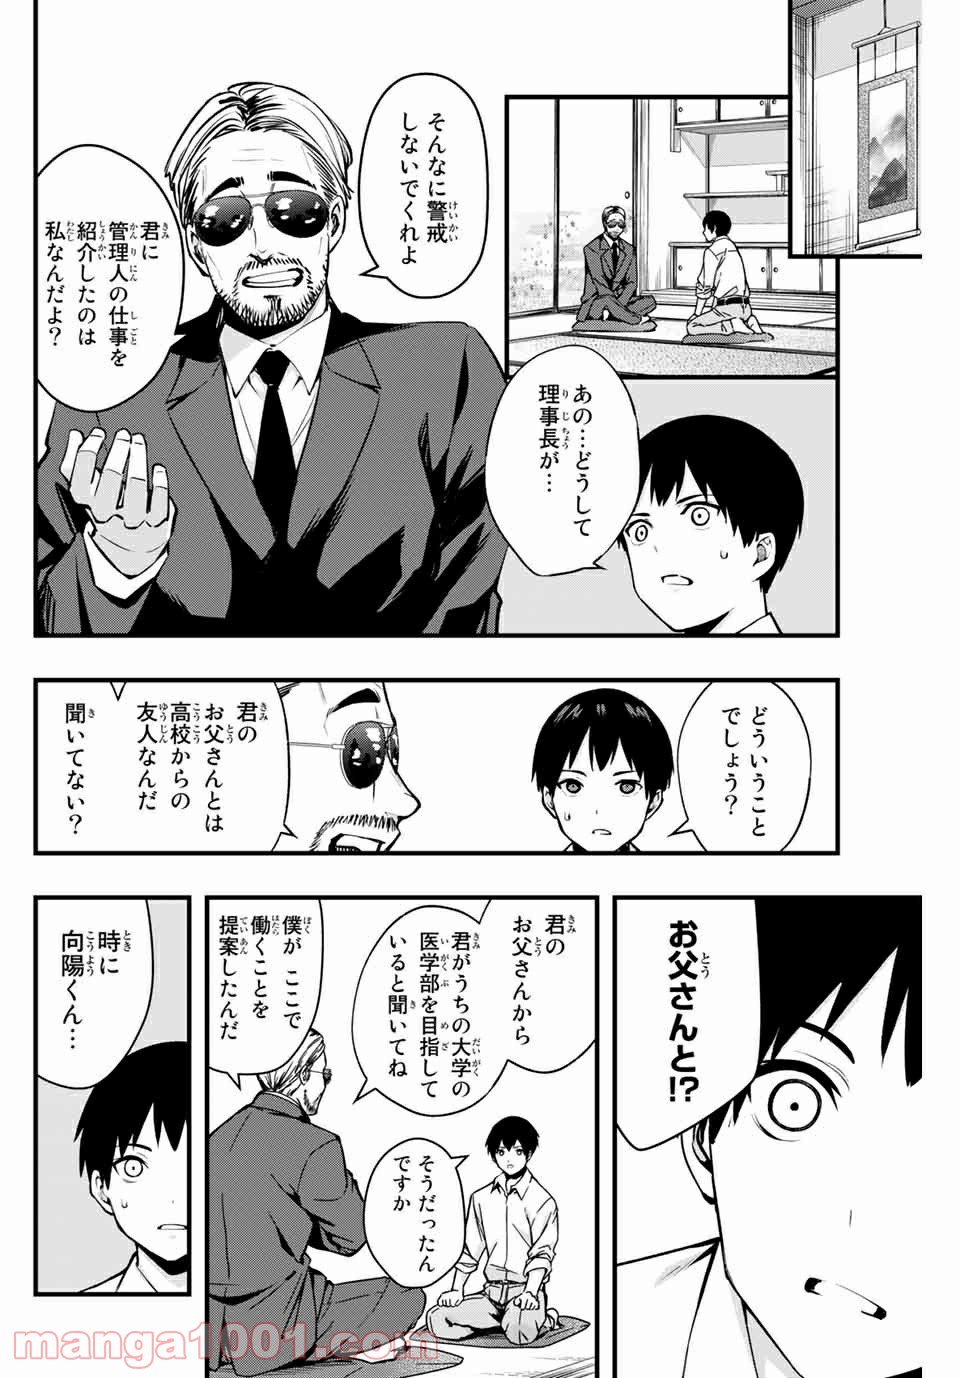 あの…どうして
理事長が…
そんなに警戒
しないでくれよ
君に
管理人の仕事を
紹介したのは
私なんだよ？
どういうこと
でしょう？
君の
お父さんとは
高校からの
友人なんだ
聞いてない？
お父さんと!?
君の
お父さんから
君がうちの大学の
医学部を目指して
いると聞いてね
僕が ここで
働くことを
提案したんだ
そうだったん
ですか
時に
向陽くん…
manga1001.com